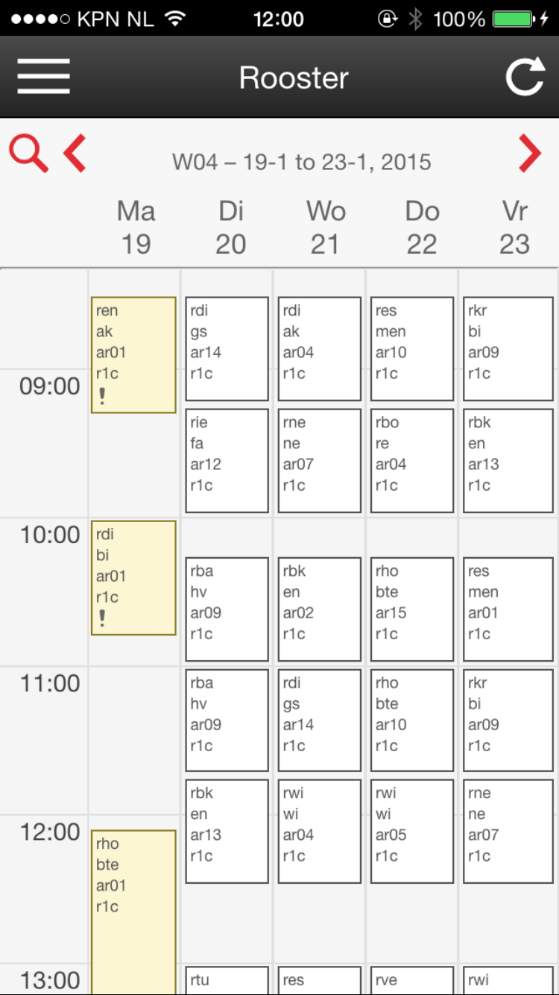 KPN NL 12:00 100%
Rooster
W04 – 19-1 to 23-1, 2015
Ma Di Wo Do Vr
19 20 21 22 23
ren
ak
ar01
r1c
!
rdi
gs
ar14
r1c
rdi
ak
ar04
r1c
res
men
ar10
r1c
rkr
bi
ar09
r1c
09:00
rie
fa
ar12
r1c
rne
ne
ar07
r1c
rbo
re
ar04
r1c
rbk
en
ar13
r1c
10:00
rdi
bi
ar01
r1c
!
rba
hv
ar09
r1c
rbk
en
ar02
r1c
rho
bte
ar15
r1c
res
men
ar01
r1c
11:00
rba
hv
ar09
r1c
rdi
gs
ar14
r1c
rho
bte
ar10
r1c
rkr
bi
ar09
r1c
rbk
en
ar13
r1c
rwi
wi
ar04
r1c
rwi
wi
ar05
r1c
rne
ne
ar07
r1c
12:00
rho
bte
ar01
r1c
13:00
rtu
res
rve
rwi